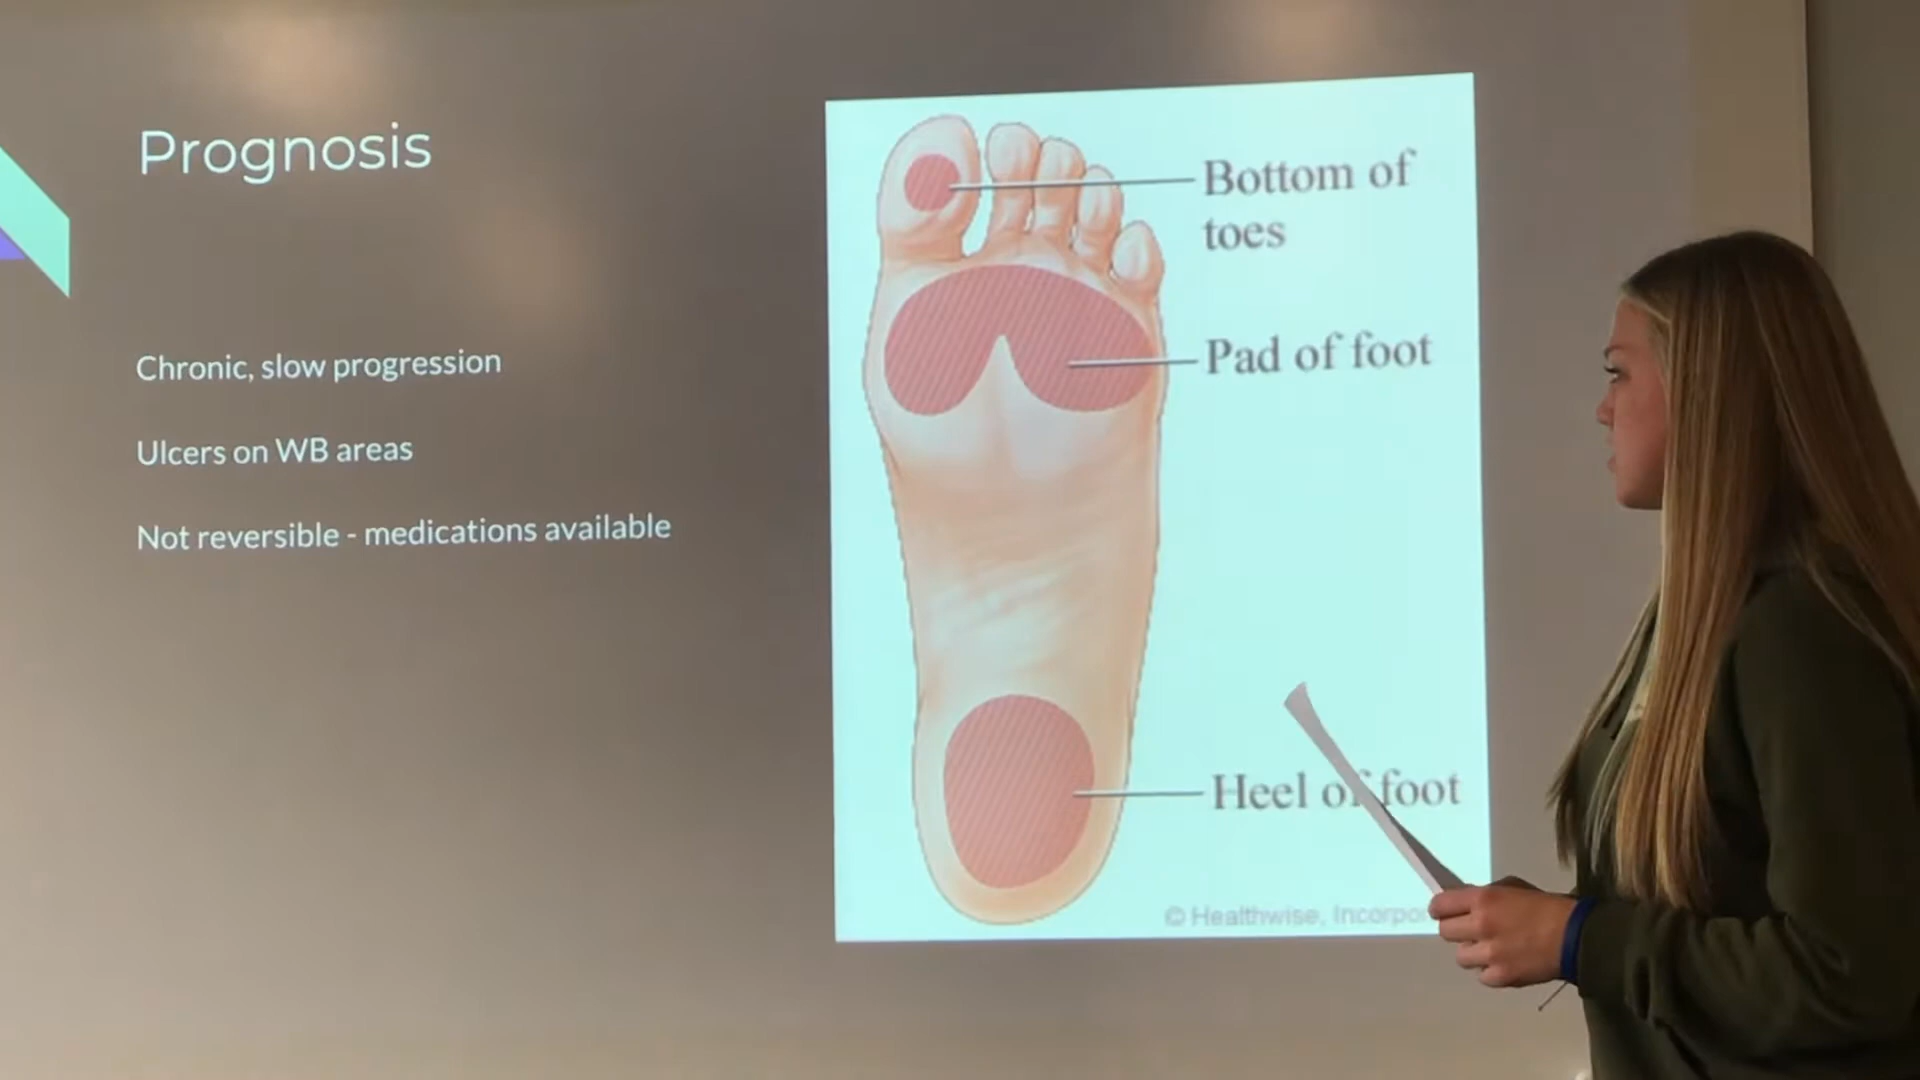 Prognosis
Chronic, slow progression
Ulcers on WB areas
Not reversible - medications available
Bottom of
toes
Pad of foot
Heel of foot
© Healthwise,